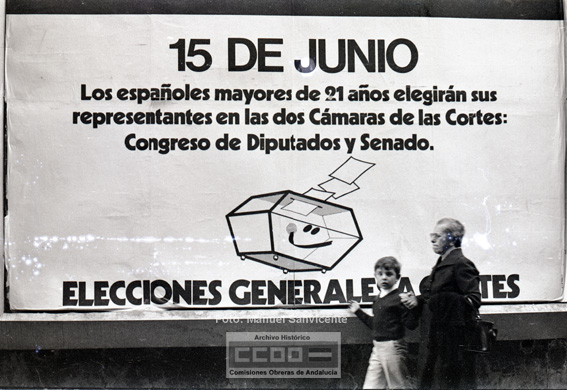 15 DE JUNIO
Los españoles mayores de 21 años elegirán sus
representantes en las dos Cámaras de las Cortes:
Congreso de Diputados y Senado.
ELECCIONES GENERALE A TES
Foto: Manuel Sanvicente
Archivo Histórico
CCOO
Comisiones Obreras de Andalucía